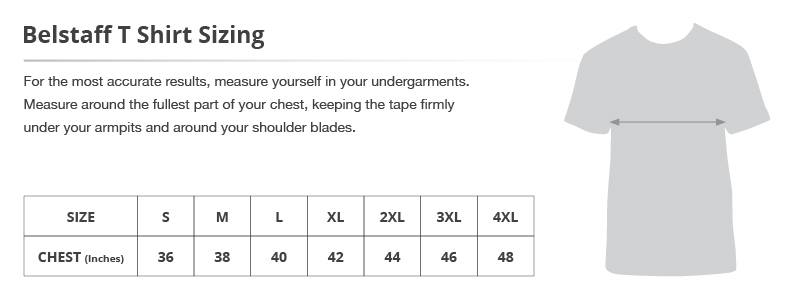 Belstaff T Shirt Sizing
For the most accurate results, measure yourself in your undergarments.
Measure around the fullest part of your chest, keeping the tape firmly
under your armpits and around your shoulder blades.
SIZE S M L XL 2XL 3XL 4XL
CHEST (Inches) 36 38 40 42 44 46 48